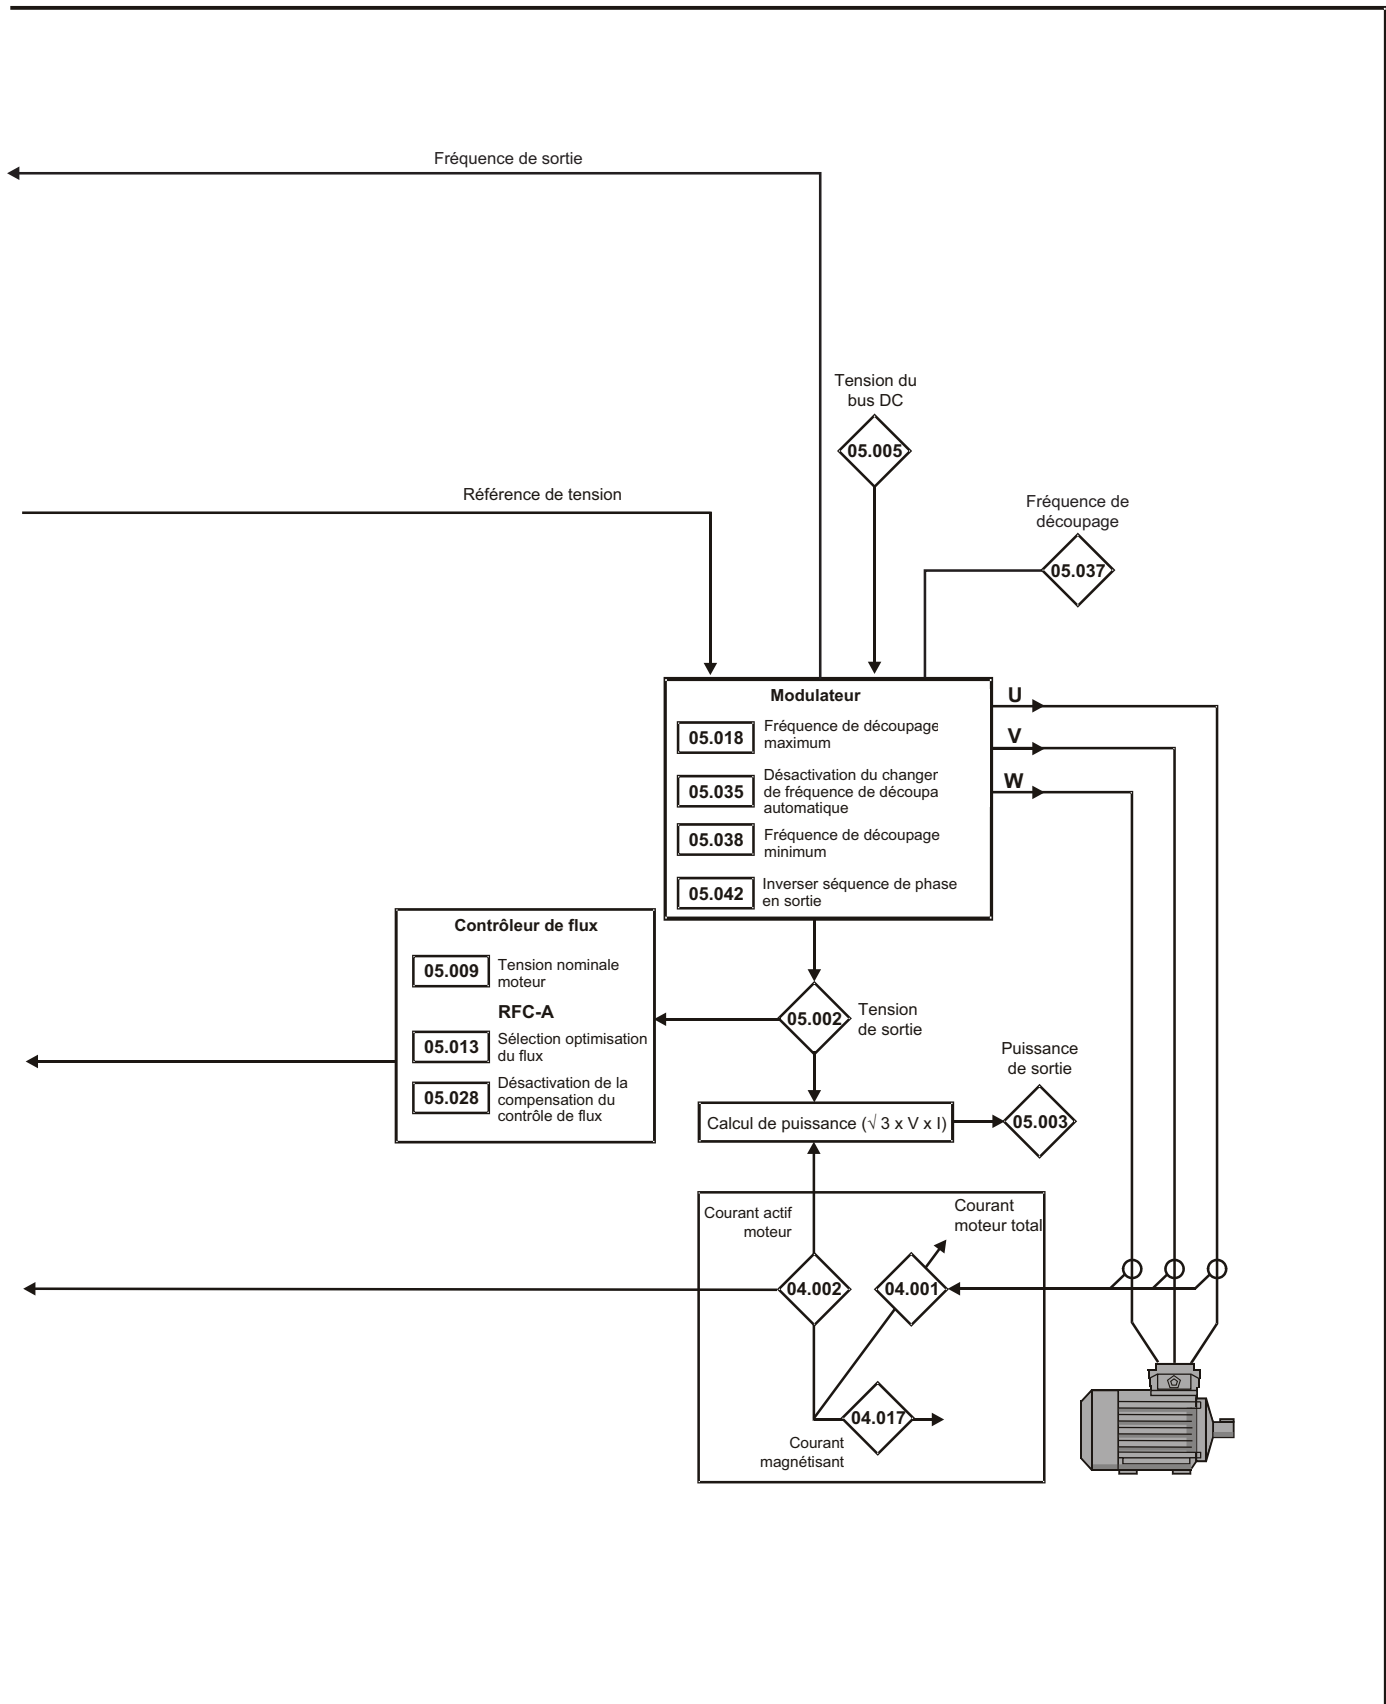 Fréquence de sortie
Tension du
bus DC
05.005
Référence de tension
Fréquence de
découpage
05.037
Modulateur
05.018
Fréquence de découpage
maximum
05.035
Désactivation du changer
de fréquence de découpa
automatique
05.038
Fréquence de découpage
minimum
05.042
Inverser séquence de phase
en sortie
U
V
W
Contrôleur de flux
05.009
Tension nominale
moteur
RFC-A
05.013
Sélection optimisation
du flux
05.028
Désactivation de la
compensation du
contrôle de flux
05.002
Tension
de sortie
Puissance
de sortie
Calcul de puissance (√ 3 x V x I)
05.003
Courant actif
moteur
Courant
moteur total
04.002
04.001
04.017
Courant
magnétisant